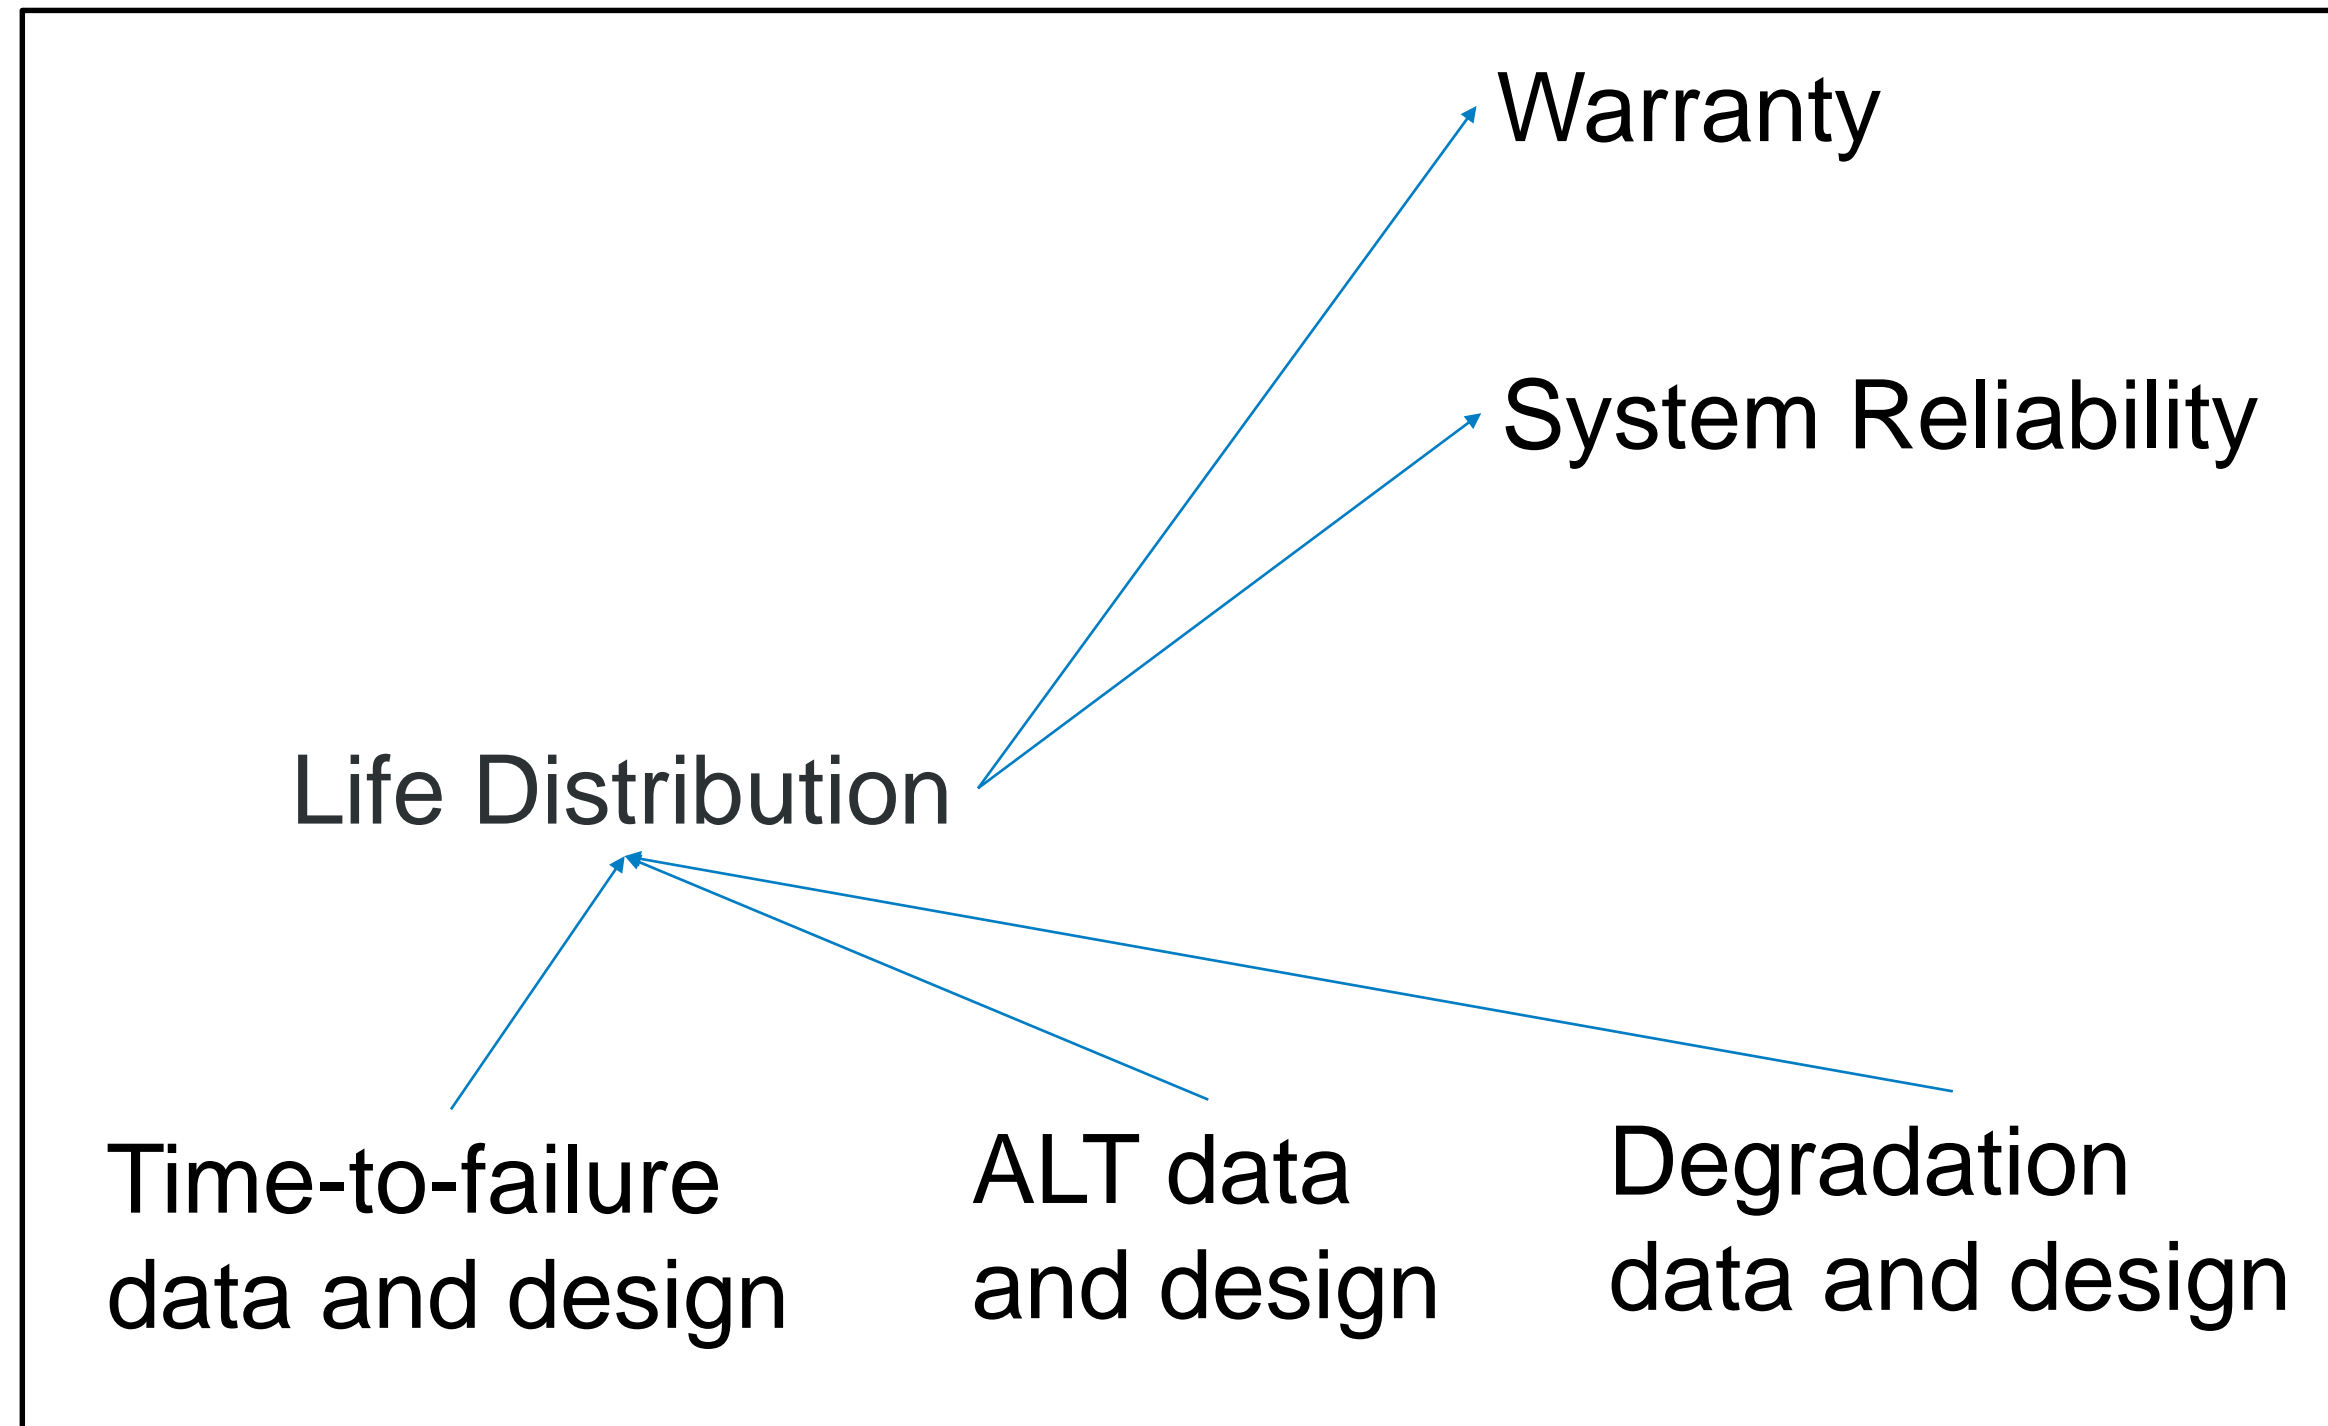 Warranty
System Reliability
Life Distribution
Time-to-failure
data and design
ALT data
and design
Degradation
data and design